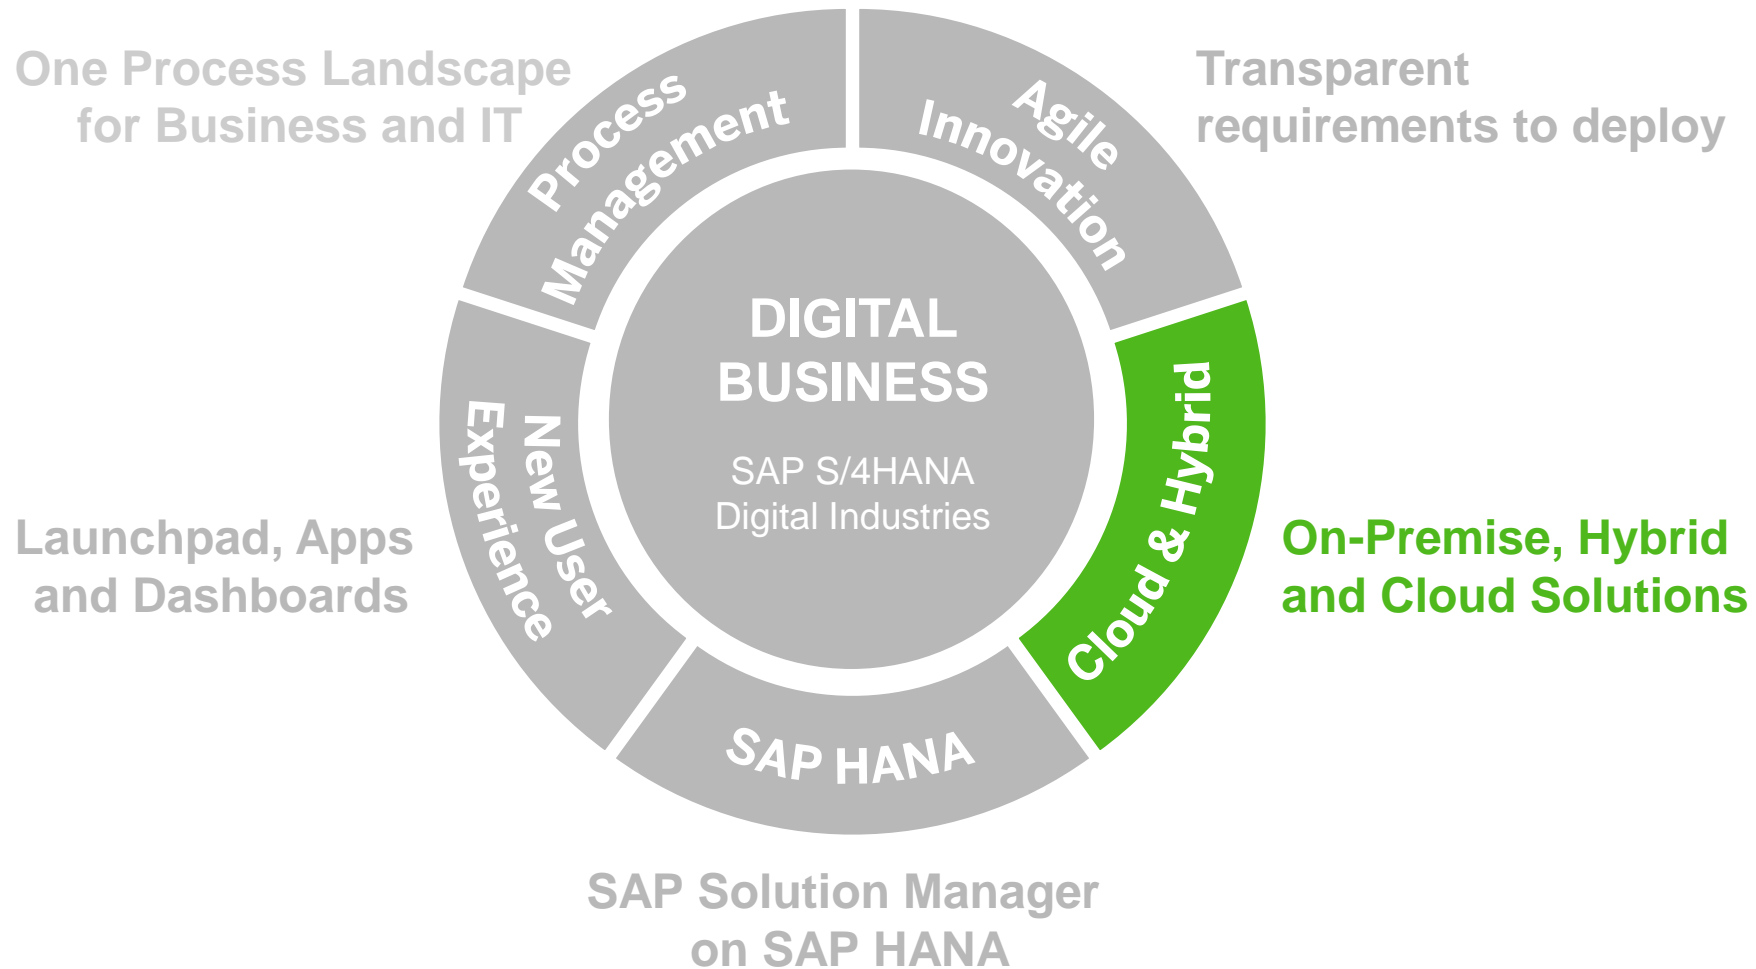 One Process Landscape
for Business and IT
Process
Management
Agile
Innovation
Transparent
requirements to deploy
DIGITAL
BUSINESS
SAP S/4HANA
Digital Industries
New User
Experience
Cloud & Hybrid
Launchpad, Apps
and Dashboards
On-Premise, Hybrid
and Cloud Solutions
SAP HANA
SAP Solution Manager
on SAP HANA